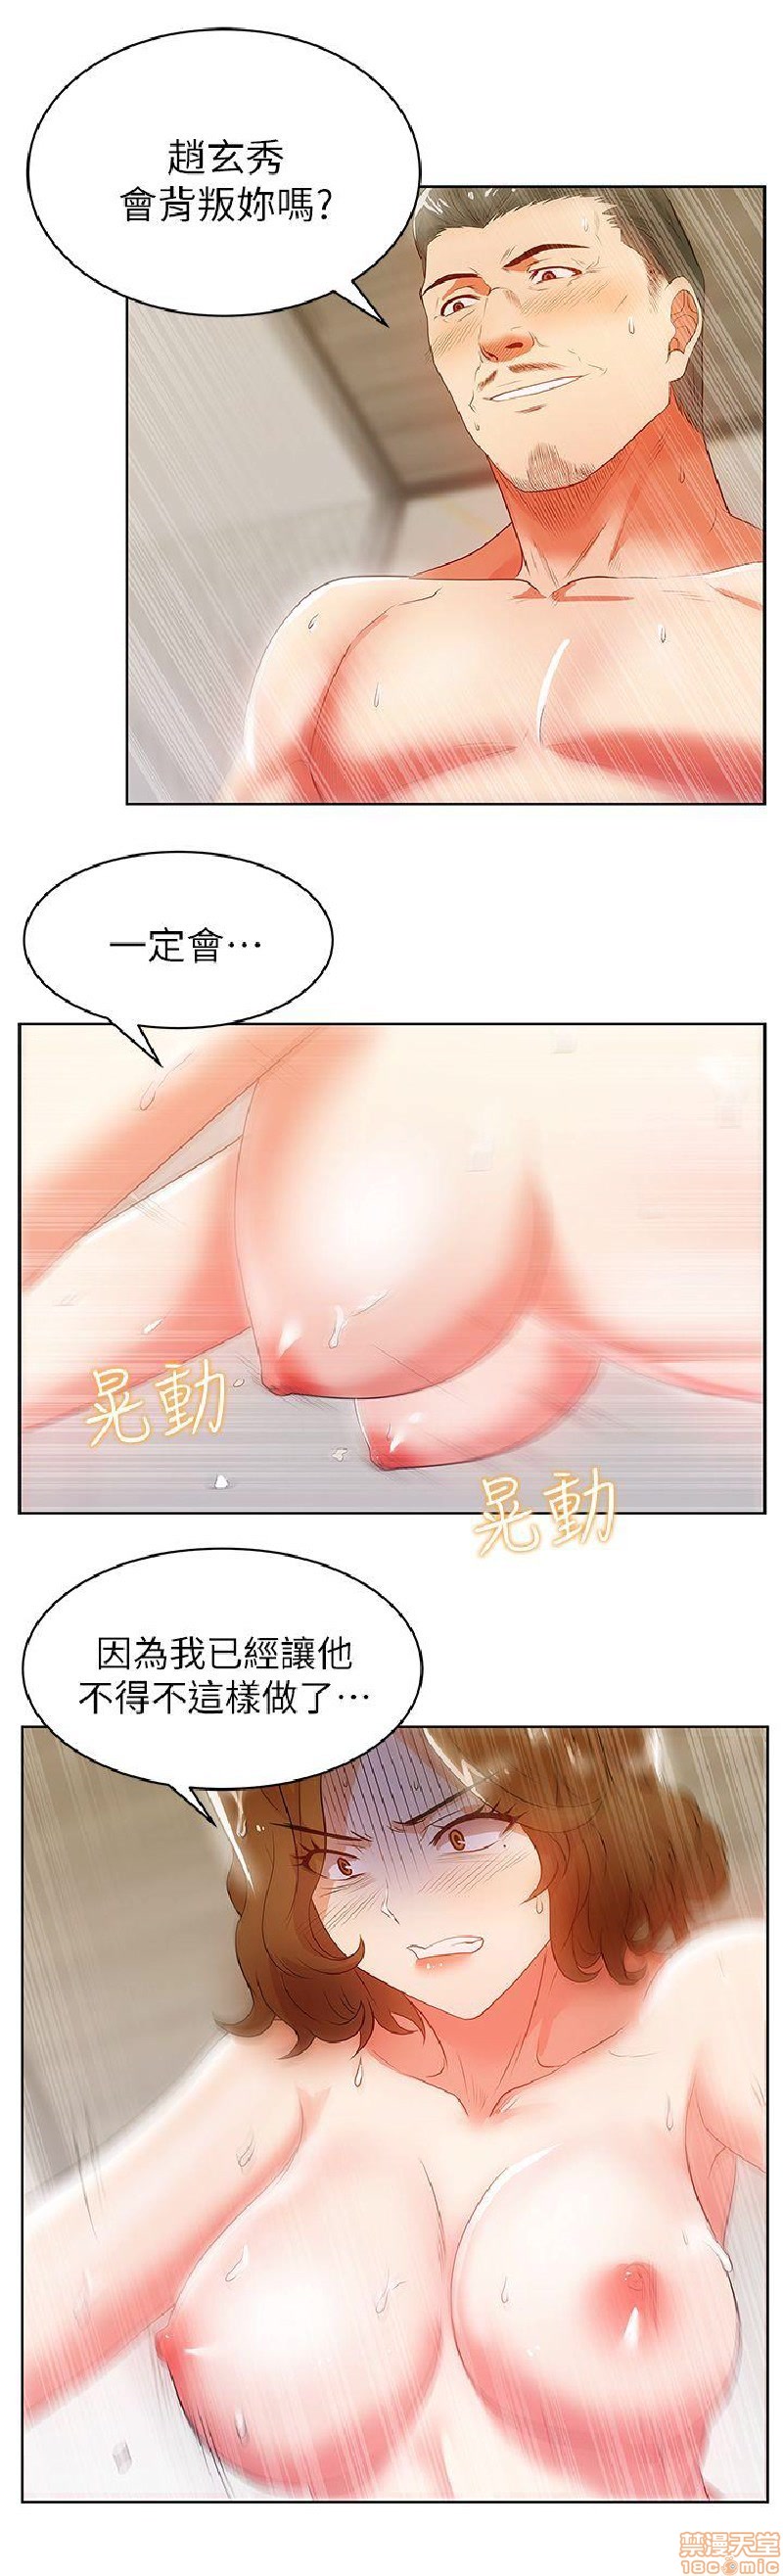 趙玄秀
會背叛妳嗎?
一定會…
晃動
晃動
因為我已經讓他
不得不這樣做了…
禁漫天堂
18comic